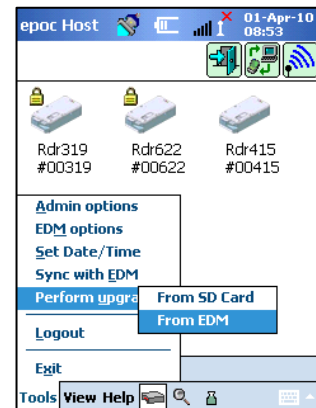 epoc Host 01-Apr-10
08:53
Rdr319 Rdr622 Rdr415
#00319 #00622 #00415
Admin options
EDM options
Set Date/Time
Sync with EDM
Perform upgra From SD Card
From EDM
Logout
Exit
Tools View Help